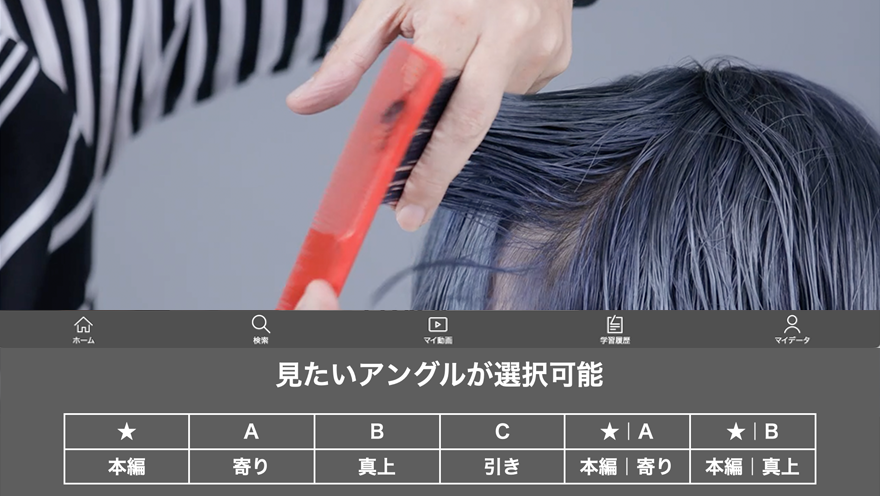 ホーム 検索 マイ動画 学習履歴 マイデータ
見たいアングルが選択可能
★ A B C ★|A ★|B
本編 寄り 真上 引き 本編|寄り 本編|真上